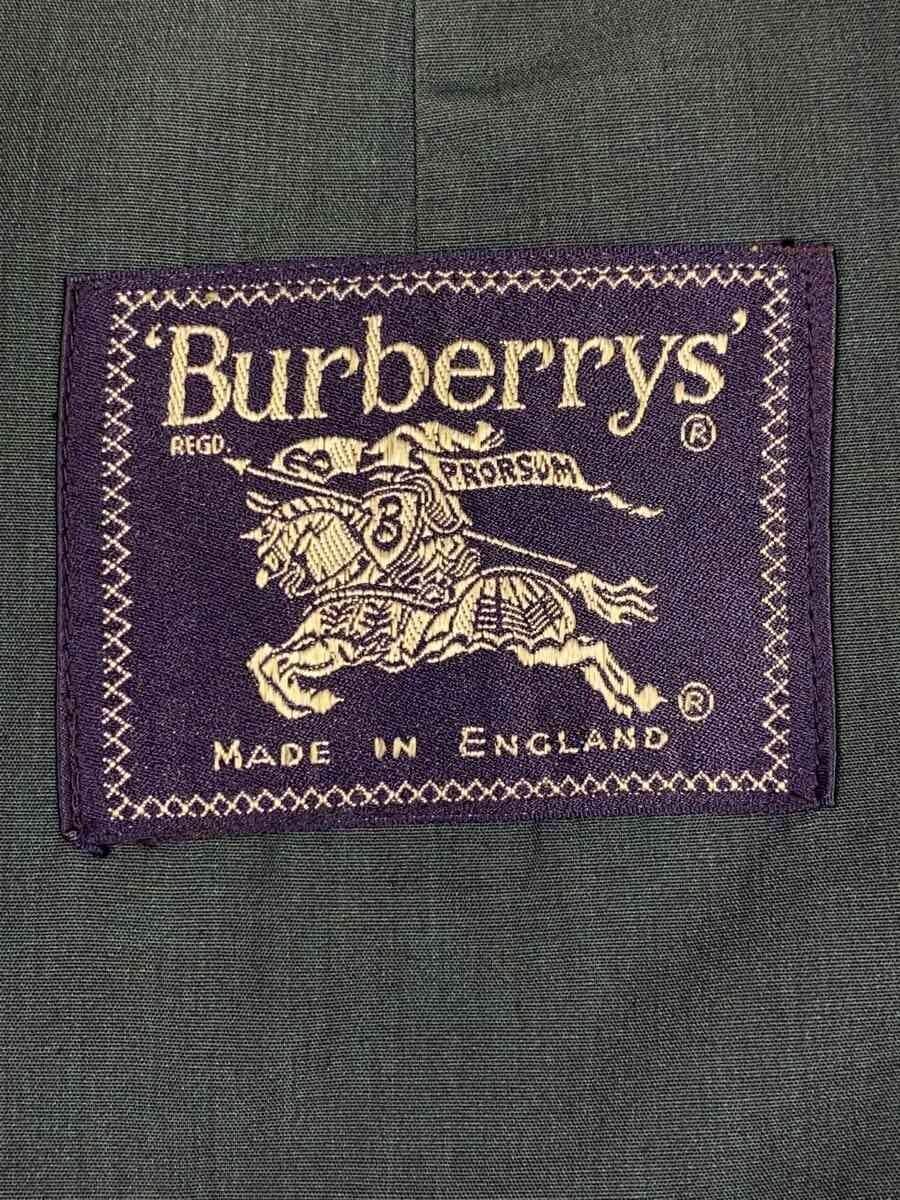 'Burberrys'
REGD. ®
PRORSUM
B
B
®
MADE IN ENGLAND